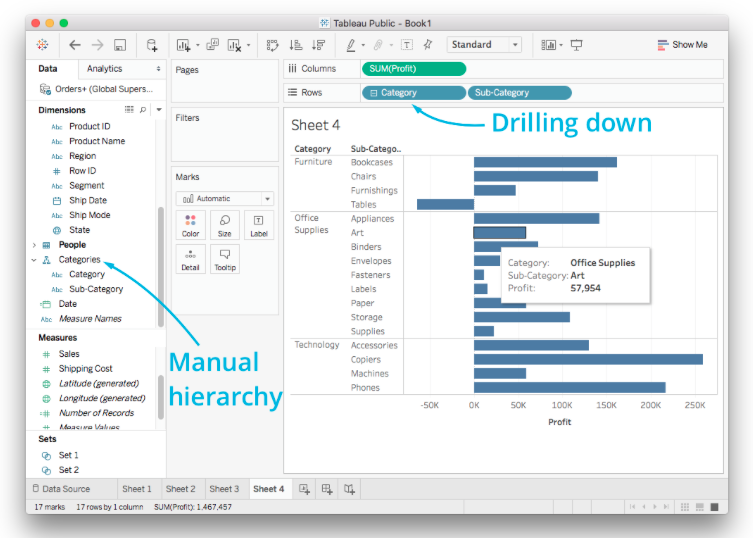 Tableau Public - Book1
Standard
Show Me
Data
Analytics
Pages
Columns
SUM(Profit)
Orders+ (Global Supers...
Rows
Category
Sub-Category
Dimensions
Filters
Drilling down
Product ID
Product Name
Region
Row ID
Segment
Ship Date
Ship Mode
State
People
Categories
Category
Sub-Category
Date
Measure Names
Marks
Automatic
Color
Size
Label
Detail
Tooltip
Sheet 4
Category
Sub-Catego..
Furniture
Bookcases
Chairs
Furnishings
Tables
Office
Supplies
Appliances
Art
Binders
Envelopes
Fasteners
Labels
Paper
Storage
Supplies
Technology
Accessories
Copiers
Machines
Phones
Category: Office Supplies
Sub-Category: Art
Profit: 57,954
-50K 0K 50K 100K 150K 200K 250K
Profit
Manual
hierarchy
Measures
Sales
Shipping Cost
Latitude (generated)
Longitude (generated)
Number of Records
Measure Values
Sets
Set 1
Set 2
Data Source
Sheet 1
Sheet 2
Sheet 3
Sheet 4
17 marks 17 rows by 1 column SUM(Profit): 1,467,457